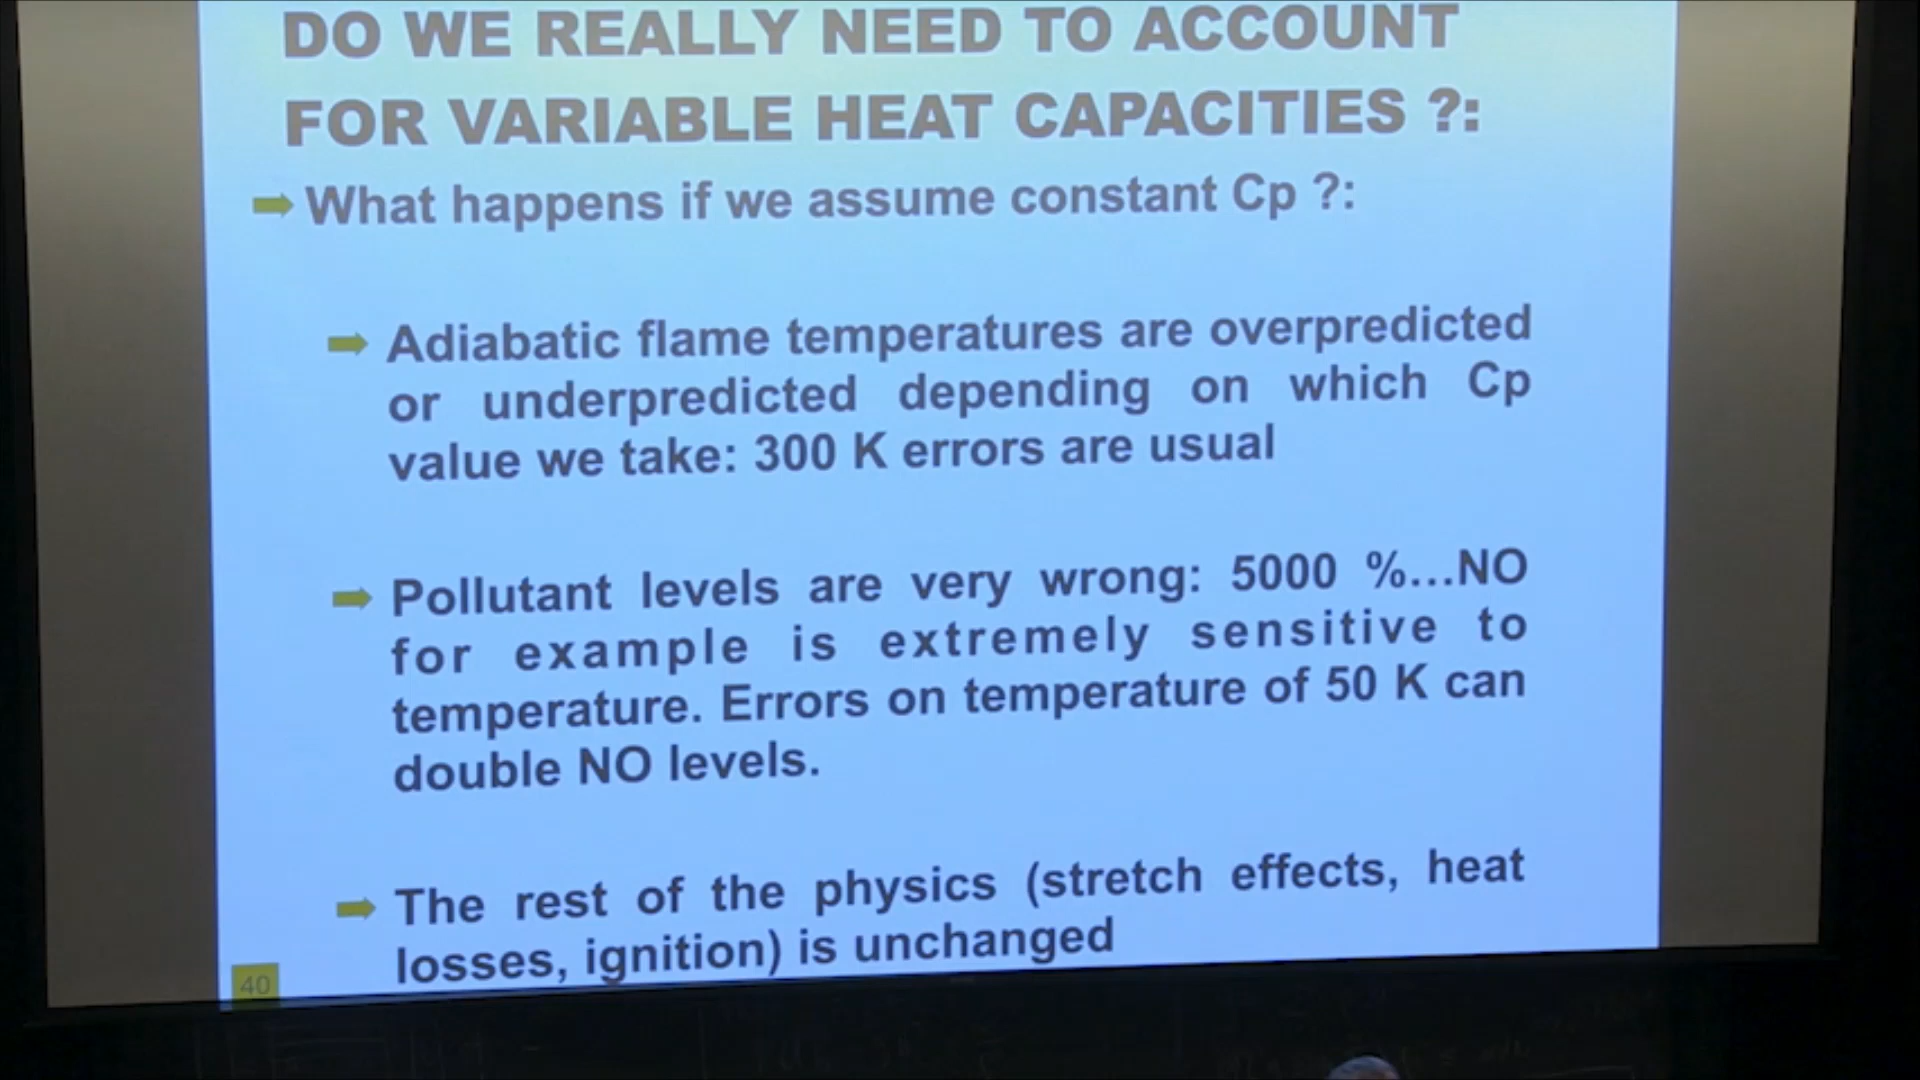 DO WE REALLY NEED TO ACCOUNT
FOR VARIABLE HEAT CAPACITIES ?:
What happens if we assume constant Cp ?:
Adiabatic flame temperatures are overpredicted
or underpredicted depending on which Cp
value we take: 300 K errors are usual
Pollutant levels are very wrong: 5000 %...NO
for example is extremely sensitive to
temperature. Errors on temperature of 50 K can
double NO levels.
The rest of the physics (stretch effects, heat
losses, ignition) is unchanged
40